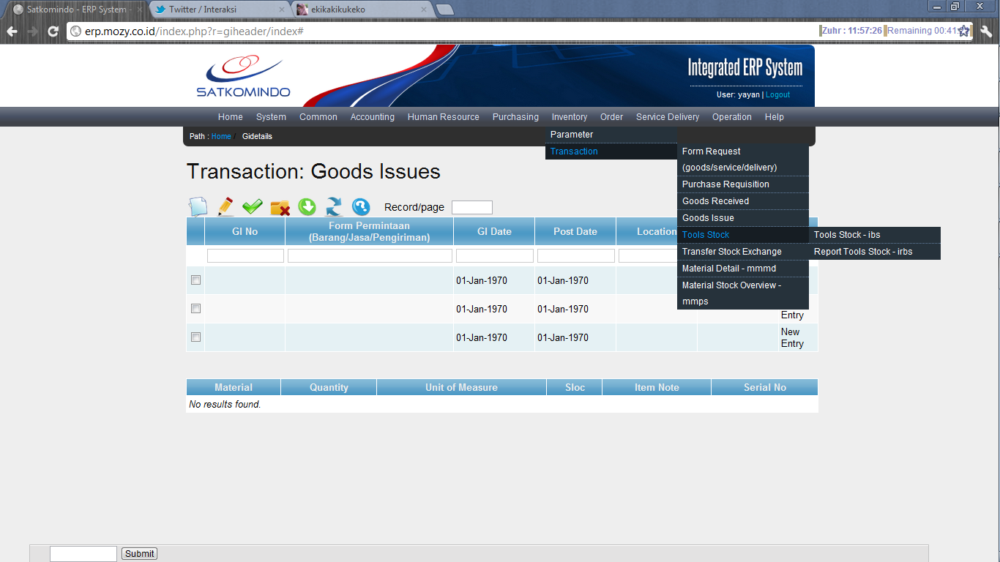 Satkomindo - ERP System -
Twitter / Interaksi
ekikakikukeko
erp.mozy.co.id/index.php?r=giheader/index#
Zuhr : 11:57:26
Remaining 00:41
SATKOMINDO
Integrated ERP System
User: yayan | Logout
Home System Common Accounting Human Resource Purchasing Inventory Order Service Delivery Operation Help
Path : Home / Gidetails
Parameter
Transaction
Form Request
(goods/service/delivery)
Purchase Requisition
Goods Received
Goods Issue
Tools Stock
Transfer Stock Exchange
Material Detail - mmmd
Material Stock Overview -
mmps
Tools Stock - ibs
Report Tools Stock - irbs
Transaction: Goods Issues
Record/page
GI No
Form Permintaan
(Barang/Jasa/Pengiriman)
GI Date
Post Date
Location
01-Jan-1970 01-Jan-1970
01-Jan-1970 01-Jan-1970
Entry
01-Jan-1970 01-Jan-1970
New
Entry
Material Quantity Unit of Measure Sloc Item Note Serial No
No results found.
Submit